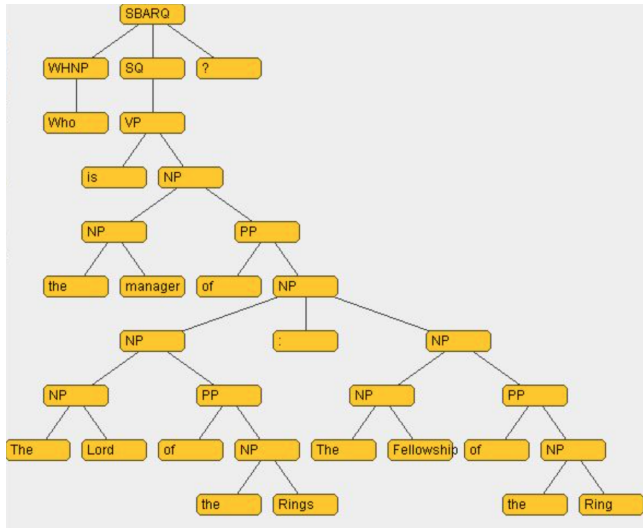 SBARQ
WHNP SQ ?
Who VP
is NP
NP PP
the manager of NP
NP : NP
NP PP NP PP
The Lord of NP The Fellowship of NP
the Rings the Ring